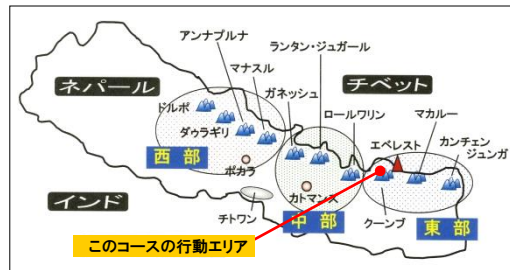 アンナプルナ
ランタン・ジュガール
マナスル
ガネッシュ
チベット
ネパール
ドルポ
ロールワリン
マカルー
エベレスト
カンチェン
ジュンガ
ダウラギリ
西 部
ポカラ
カトマンズ
インド
チトワン
中 部
クーンブ
東 部
このコースの行動エリア